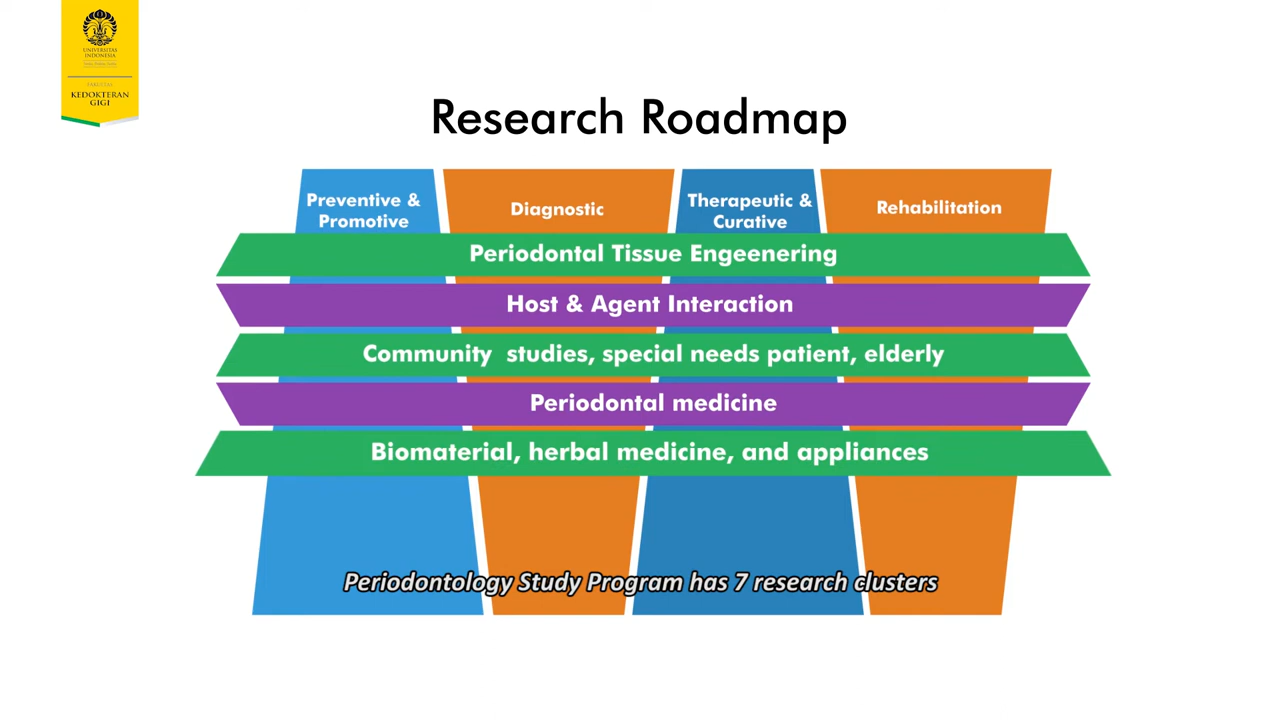 UNIVERSITAS
INDONESIA
FAKULTAS
KEDOKTERAN
GIGI
Research Roadmap
Preventive &
Promotive
Diagnostic
Therapeutic &
Curative
Rehabilitation
Periodontal Tissue Engeenering
Host & Agent Interaction
Community studies, special needs patient, elderly
Periodontal medicine
Biomaterial, herbal medicine, and appliances
Periodontology Study Program has 7 research clusters